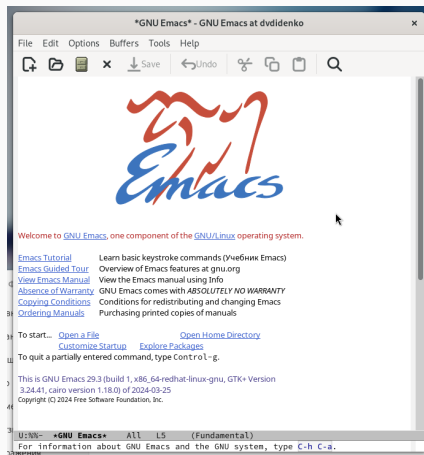 *GNU Emacs* - GNU Emacs at dvdidenko
File Edit Options Buffers Tools Help
Save Undo
Emacs
Welcome to GNU Emacs, one component of the GNU/Linux operating system.
Emacs Tutorial Learn basic keystroke commands (Учебник Emacs)
Emacs Guided Tour Overview of Emacs features at gnu.org
View Emacs Manual View the Emacs manual using Info
Absence of Warranty GNU Emacs comes with ABSOLUTELY NO WARRANTY
Copying Conditions Conditions for redistributing and changing Emacs
Ordering Manuals Purchasing printed copies of manuals
To start... Open a File Open Home Directory
Customize Startup Explore Packages
To quit a partially entered command, type Control-g.
This is GNU Emacs 29.3 (build 1, x86_64-redhat-linux-gnu, GTK+ Version
3.24.41, cairo version 1.18.0) of 2024-03-25
Copyright (C) 2024 Free Software Foundation, Inc.
U:%%- *GNU Emacs* All L5 (Fundamental)
For information about GNU Emacs and the GNU system, type C-h C-a.